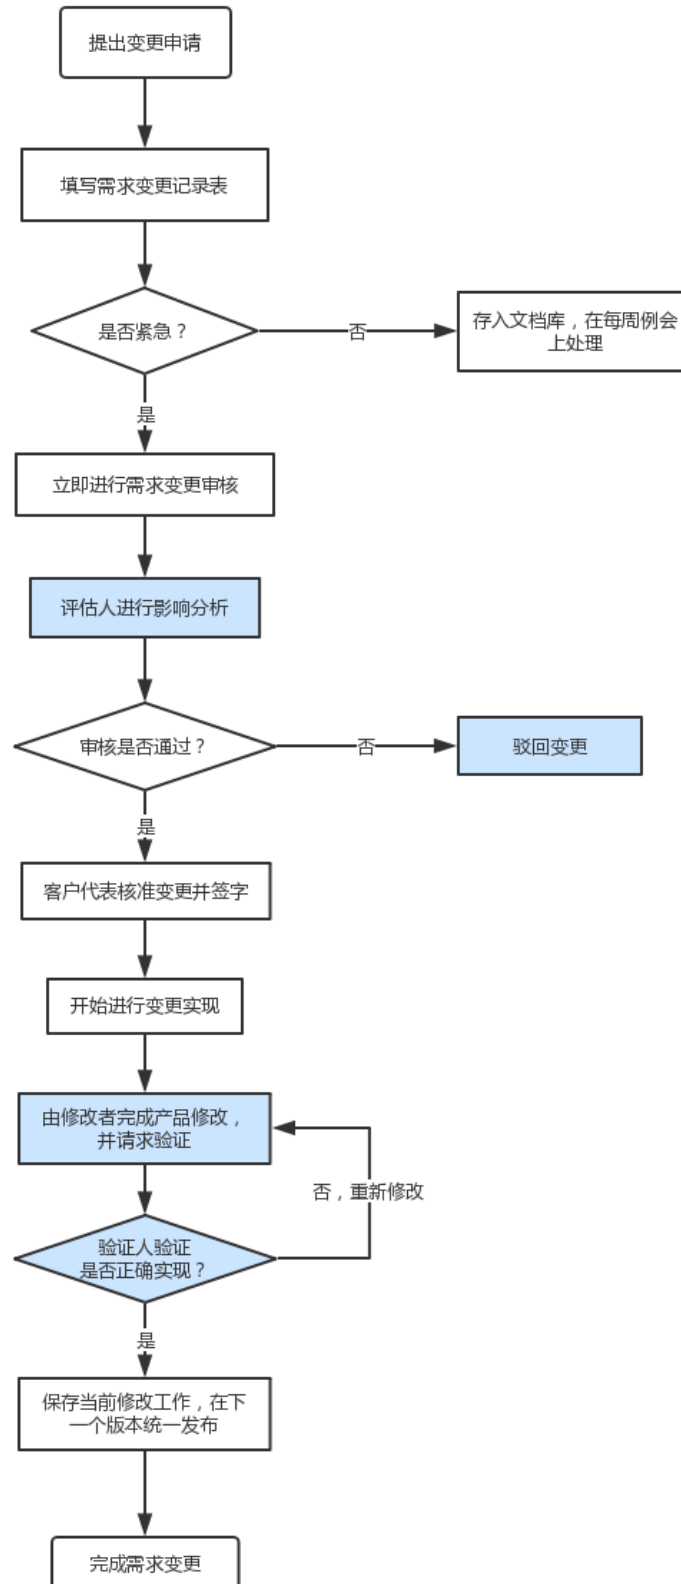 提出变更申请
填写需求变更记录表
是否紧急？
否
存入文档库，在每周例会
上处理
是
立即进行需求变更审核
评估人进行影响分析
审核是否通过？
否
驳回变更
是
客户代表核准变更并签字
开始进行变更实现
由修改者完成产品修改，
并请求验证
否，重新修改
验证人验证
是否正确实现？
是
保存当前修改工作，在下
一个版本统一发布
完成需求变更